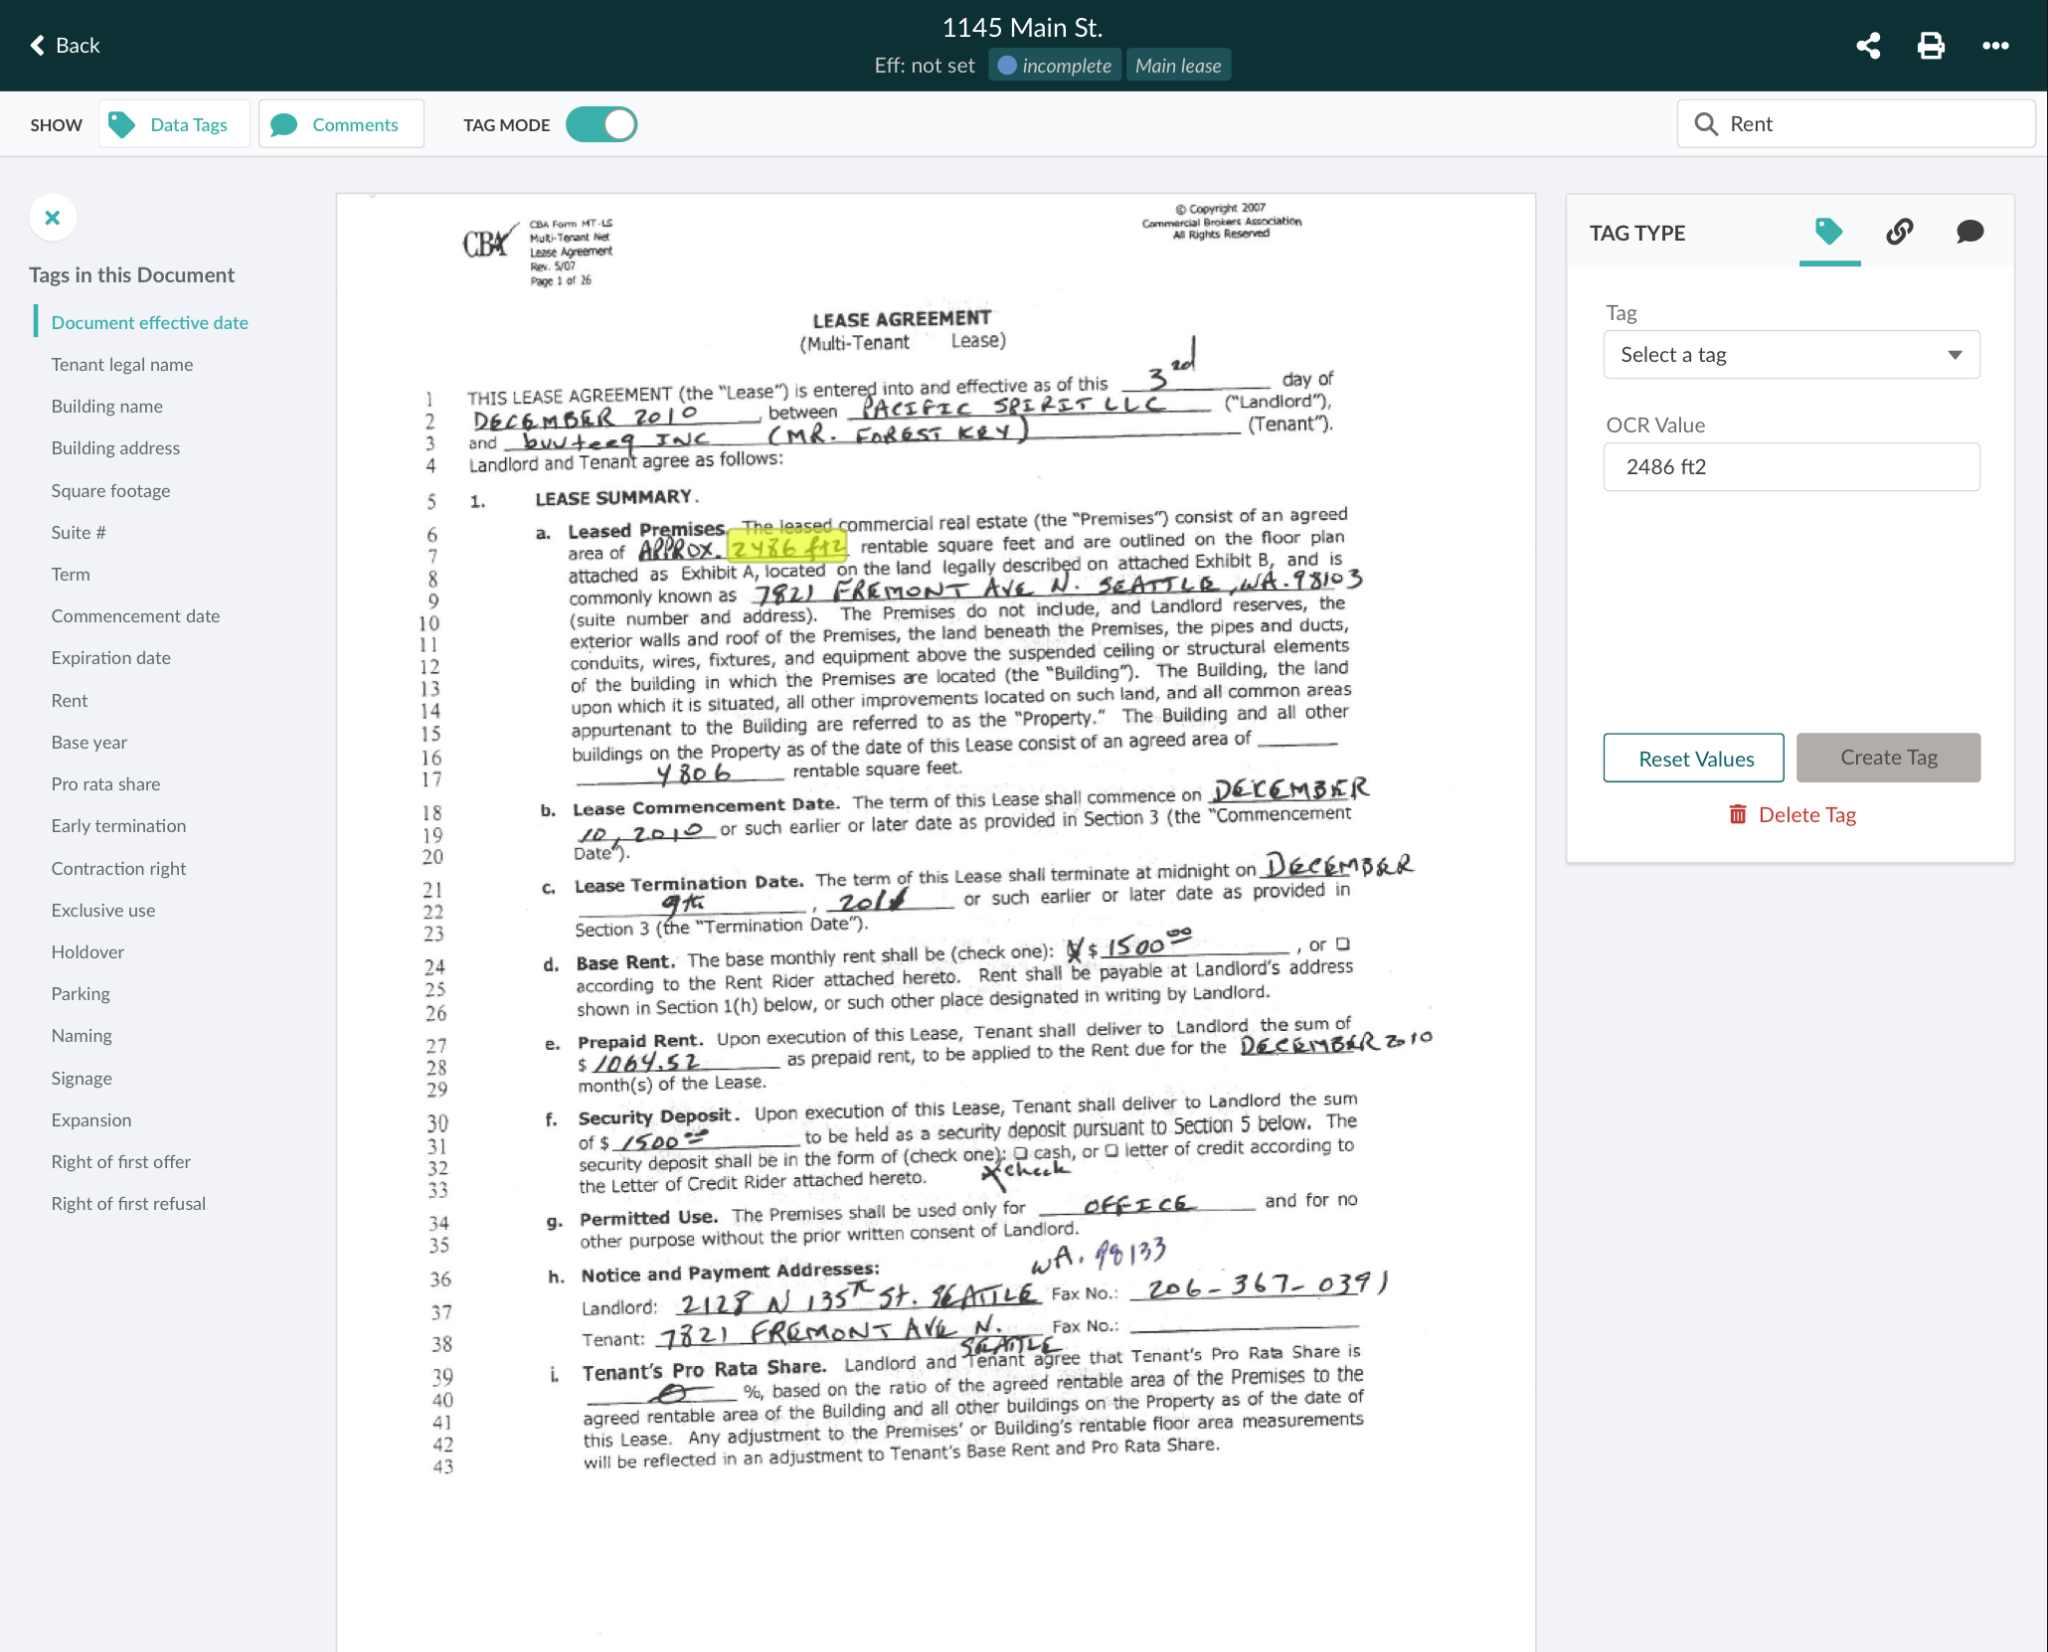 1145 Main St.
Back
Eff: not set incomplete Main lease
SHOW Data Tags Comments TAG MODE Rent
Tags in this Document
Document effective date
Tenant legal name
Building name
Building address
Square footage
Suite #
Term
Commencement date
Expiration date
Rent
Base year
Pro rata share
Early termination
Contraction right
Exclusive use
Holdover
Parking
Naming
Signage
Expansion
Right of first offer
Right of first refusal
CBA
CBA Form MT-LS
Multi-Tenant Net
Lease Agreement
Rev. 5/07
Page 1 of 26
© Copyright 2007
Commercial Brokers Association
All Rights Reserved
LEASE AGREEMENT
(Multi-Tenant Lease)
1 THIS LEASE AGREEMENT (the "Lease") is entered into and effective as of this 3rd day of
2 DECEMBER 2010 between PACIFIC SPIRIT LLC ("Landlord"),
3 and buuteeq INC (MR. FOREST KEY) (Tenant").
4 Landlord and Tenant agree as follows:
5 1. LEASE SUMMARY.
6 a. Leased Premises. The leased commercial real estate (the "Premises") consist of an agreed
7 area of APPROX. 2486 ft2 rentable square feet and are outlined on the floor plan
8 attached as Exhibit A, located on the land legally described on attached Exhibit B, and is
9 commonly known as 7821 FREMONT AVE N. SEATTLE, WA. 98103
10 (suite number and address). The Premises do not include, and Landlord reserves, the
11 exterior walls and roof of the Premises, the land beneath the Premises, the pipes and ducts,
12 conduits, wires, fixtures, and equipment above the suspended ceiling or structural elements
13 of the building in which the Premises are located (the "Building"). The Building, the land
14 upon which it is situated, all other improvements located on such land, and all common areas
15 appurtenant to the Building are referred to as the "Property." The Building and all other
16 buildings on the Property as of the date of this Lease consist of an agreed area of
17 4806 rentable square feet.
18 b. Lease Commencement Date. The term of this Lease shall commence on DECEMBER
19 10, 2010 or such earlier or later date as provided in Section 3 (the "Commencement
20 Date").
21 c. Lease Termination Date. The term of this Lease shall terminate at midnight on DECEMBER
22 9th, 2011 or such earlier or later date as provided in
23 Section 3 (the "Termination Date").
24 d. Base Rent. The base monthly rent shall be (check one): X $ 1500 00, or ❑
25 according to the Rent Rider attached hereto. Rent shall be payable at Landlord's address
26 shown in Section 1(h) below, or such other place designated in writing by Landlord.
27 e. Prepaid Rent. Upon execution of this Lease, Tenant shall deliver to Landlord the sum of
28 $ 1064.52 as prepaid rent, to be applied to the Rent due for the DECEMBER 2010
29 month(s) of the Lease.
30 f. Security Deposit. Upon execution of this Lease, Tenant shall deliver to Landlord the sum
31 of $ 1500 00 to be held as a security deposit pursuant to Section 5 below. The
32 security deposit shall be in the form of (check one): ❑ cash, or ❑ letter of credit according to
33 the Letter of Credit Rider attached hereto. X check
34 g. Permitted Use. The Premises shall be used only for OFFICE and for no
35 other purpose without the prior written consent of Landlord.
36 h. Notice and Payment Addresses: WA. 98133
37 Landlord: 2128 N 135TH St. SEATTLE Fax No.: 206-367-0391
38 Tenant: 7821 FREMONT AVE N. SEATTLE Fax No.:
39 i. Tenant's Pro Rata Share. Landlord and Tenant agree that Tenant's Pro Rata Share is
40 0 %, based on the ratio of the agreed rentable area of the Premises to the
41 agreed rentable area of the Building and all other buildings on the Property as of the date of
42 this Lease. Any adjustment to the Premises' or Building's rentable floor area measurements
43 will be reflected in an adjustment to Tenant's Base Rent and Pro Rata Share.
TAG TYPE
Tag
Select a tag
OCR Value
2486 ft2
Reset Values Create Tag
Delete Tag